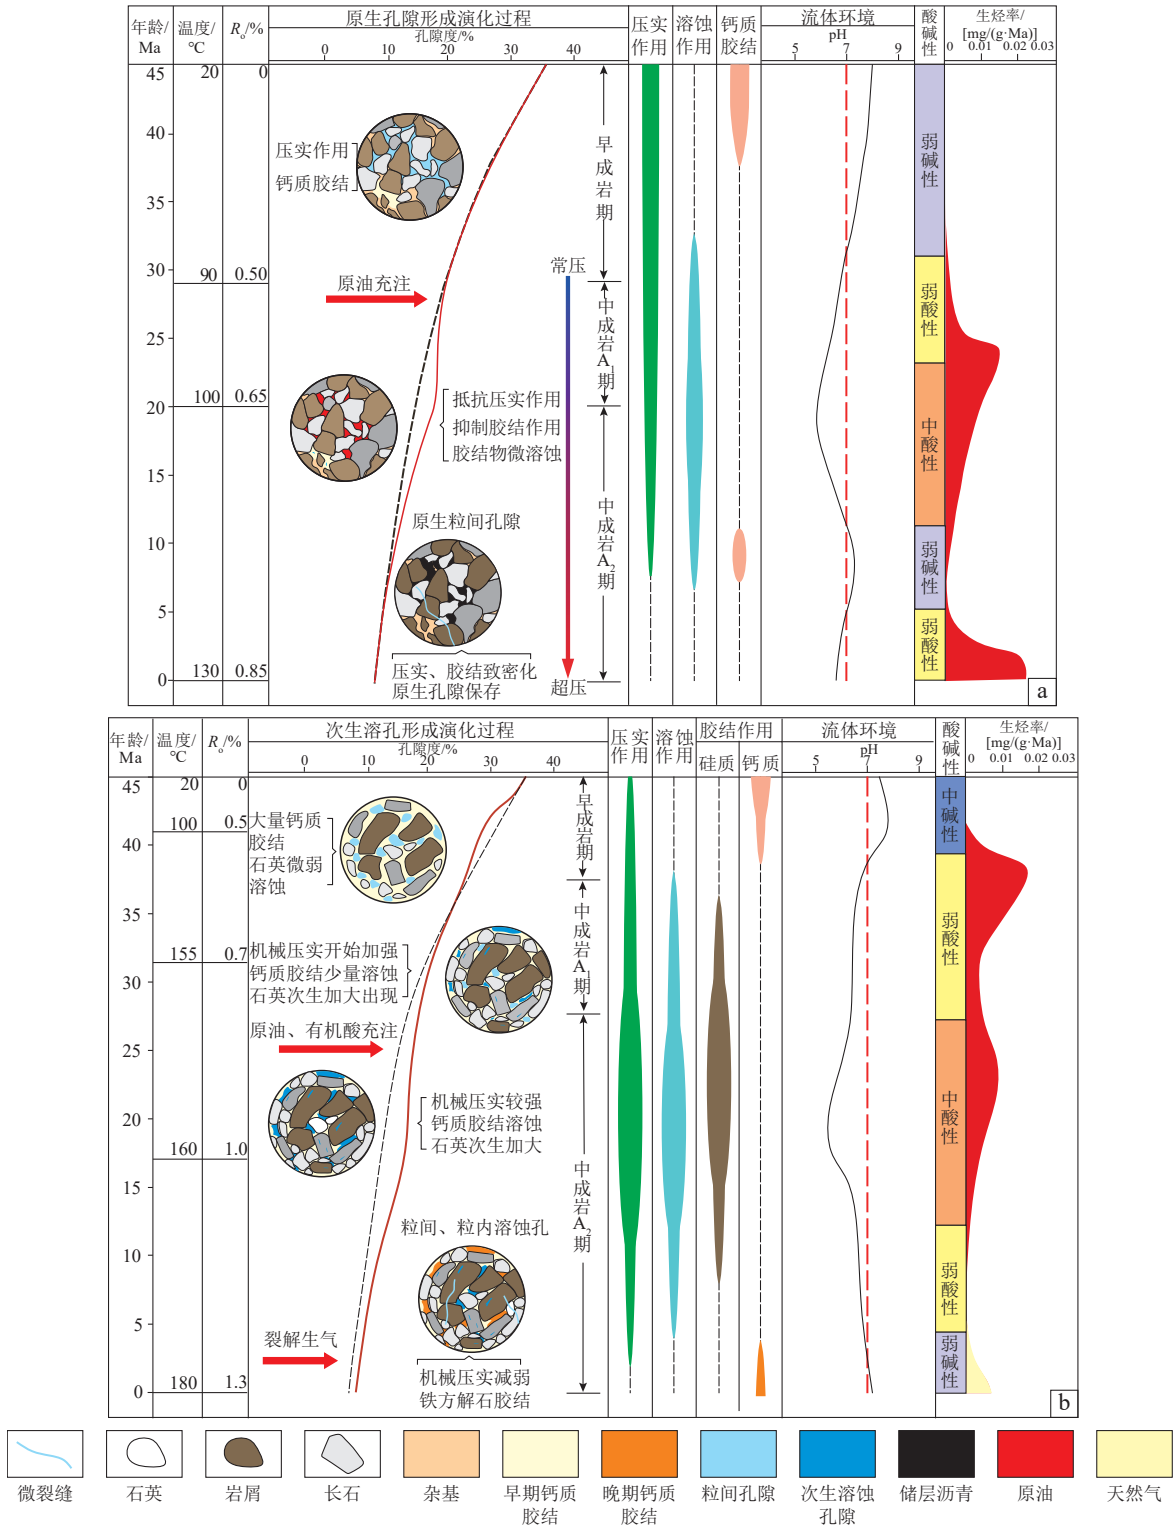 年龄/
Ma
温度/
℃
Ro/%
原生孔隙形成演化过程
孔隙度/%
0 10 20 30 40
压实
作用
溶蚀
作用
钙质
胶结
流体环境
pH
5 7 9
酸碱性
生烃率/
[mg/(g·Ma)]
0 0.01 0.02 0.03
45 20 0
40
35
30
90 0.50
25
100 0.65
20
15
10
5
0 130 0.85
压实作用
钙质胶结
原油充注
抵抗压实作用
抑制胶结作用
胶结物微溶蚀
原生粒间孔隙
压实、胶结致密化
原生孔隙保存
常压
超压
早成岩期
中成岩A1期
中成岩A2期
弱碱性
弱酸性
中酸性
弱碱性
弱酸性
a
年龄/
Ma
温度/
℃
Ro/%
次生溶孔形成演化过程
孔隙度/%
0 10 20 30 40
压实
作用
溶蚀
作用
胶结作用
硅质 钙质
流体环境
pH
5 7 9
酸碱性
生烃率/
[mg/(g·Ma)]
0 0.01 0.02 0.03
45 20 0
100 0.5
40
35
155 0.7
30
25
20
160 1.0
15
10
5
0 180 1.3
大量钙质
胶结
石英微弱
溶蚀
机械压实开始加强
钙质胶结少量溶蚀
石英次生加大出现
原油、有机酸充注
机械压实较强
钙质胶结溶蚀
石英次生加大
粒间、粒内溶蚀孔
裂解生气
机械压实减弱
铁方解石胶结
早成岩期
中成岩A1期
中成岩A2期
中碱性
弱酸性
中酸性
弱酸性
弱碱性
b
微裂缝
石英
岩屑
长石
杂基
早期钙质
胶结
晚期钙质
胶结
粒间孔隙
次生溶蚀
孔隙
储层沥青
原油
天然气